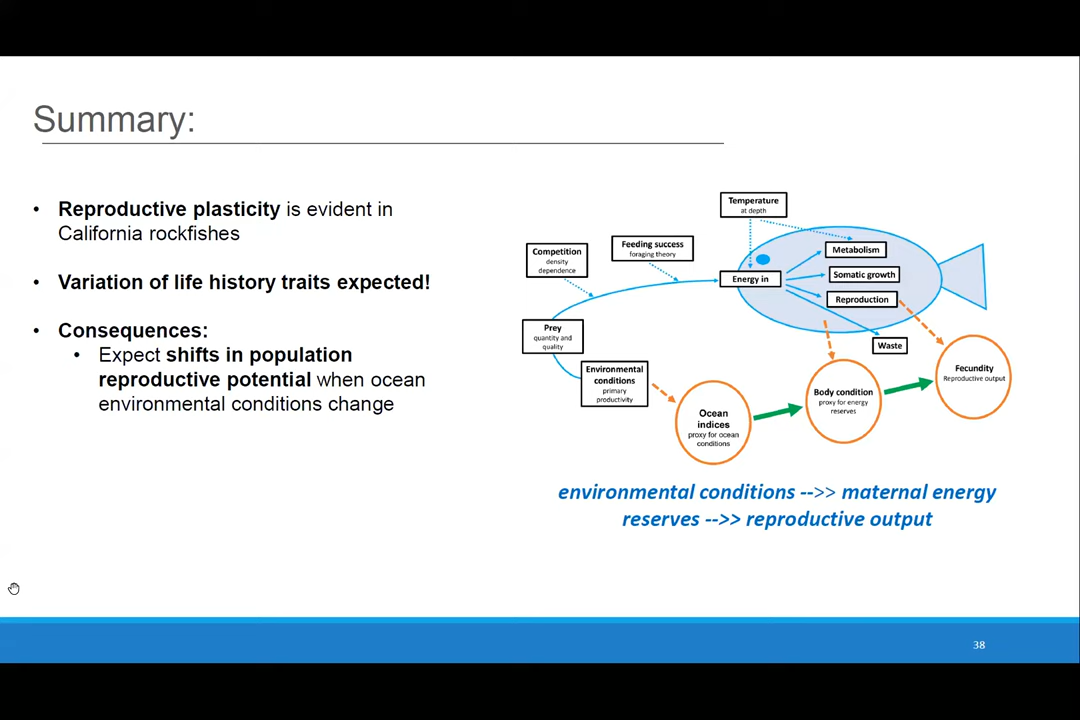 Summary:
• Reproductive plasticity is evident in
California rockfishes
• Variation of life history traits expected!
• Consequences:
• Expect shifts in population
reproductive potential when ocean
environmental conditions change
Temperature
at depth
Competition
density
dependence
Feeding success
foraging theory
Energy in
Metabolism
Somatic growth
Reproduction
Waste
Prey
quantity and
quality
Environmental
conditions
primary
productivity
Ocean
indices
proxy for ocean
conditions
Body condition
proxy for energy
reserves
Fecundity
Reproductive output
environmental conditions -->> maternal energy
reserves -->> reproductive output
38